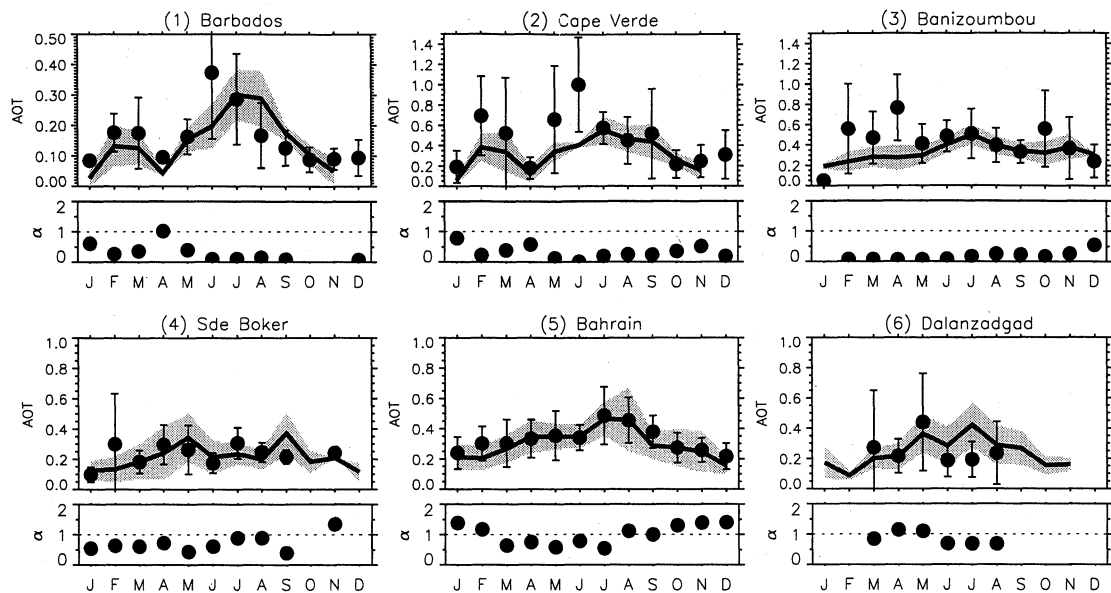 (1) Barbados
(2) Cape Verde
(3) Banizoumbou
AOT
0.50
0.40
0.30
0.20
0.10
0.00
AOT
1.4
1.2
1.0
0.8
0.6
0.4
0.2
0.0
AOT
1.4
1.2
1.0
0.8
0.6
0.4
0.2
0.0
α
2
1
0
α
2
1
0
α
2
1
0
J F M A M J J A S O N D
J F M A M J J A S O N D
J F M A M J J A S O N D
(4) Sde Boker
(5) Bahrain
(6) Dalanzadgad
AOT
1.0
0.8
0.6
0.4
0.2
0.0
AOT
1.0
0.8
0.6
0.4
0.2
0.0
AOT
1.0
0.8
0.6
0.4
0.2
0.0
α
2
1
0
α
2
1
0
α
2
1
0
J F M A M J J A S O N D
J F M A M J J A S O N D
J F M A M J J A S O N D